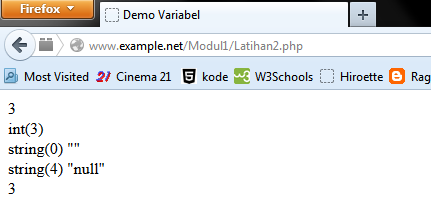 Firefox
Demo Variabel
www.example.net/Modul1/Latihan2.php
Most Visited Cinema 21 kode W3Schools Hiroette Rag
3
int(3)
string(0) ""
string(4) "null"
3